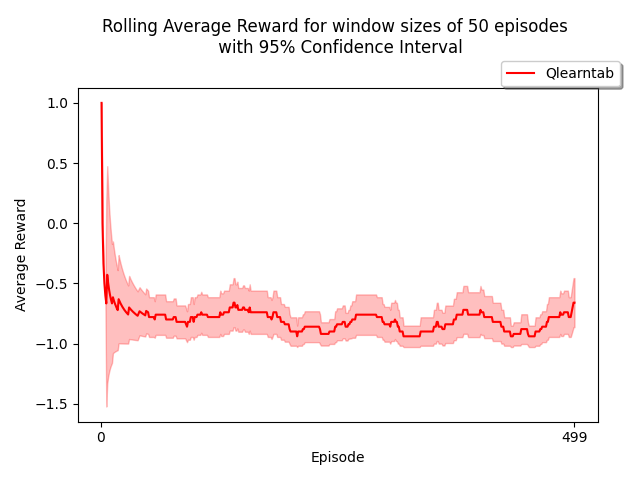 Rolling Average Reward for window sizes of 50 episodes
with 95% Confidence Interval
Qlearntab
1.0
0.5
0.0
−0.5
−1.0
−1.5
Average Reward
0
499
Episode